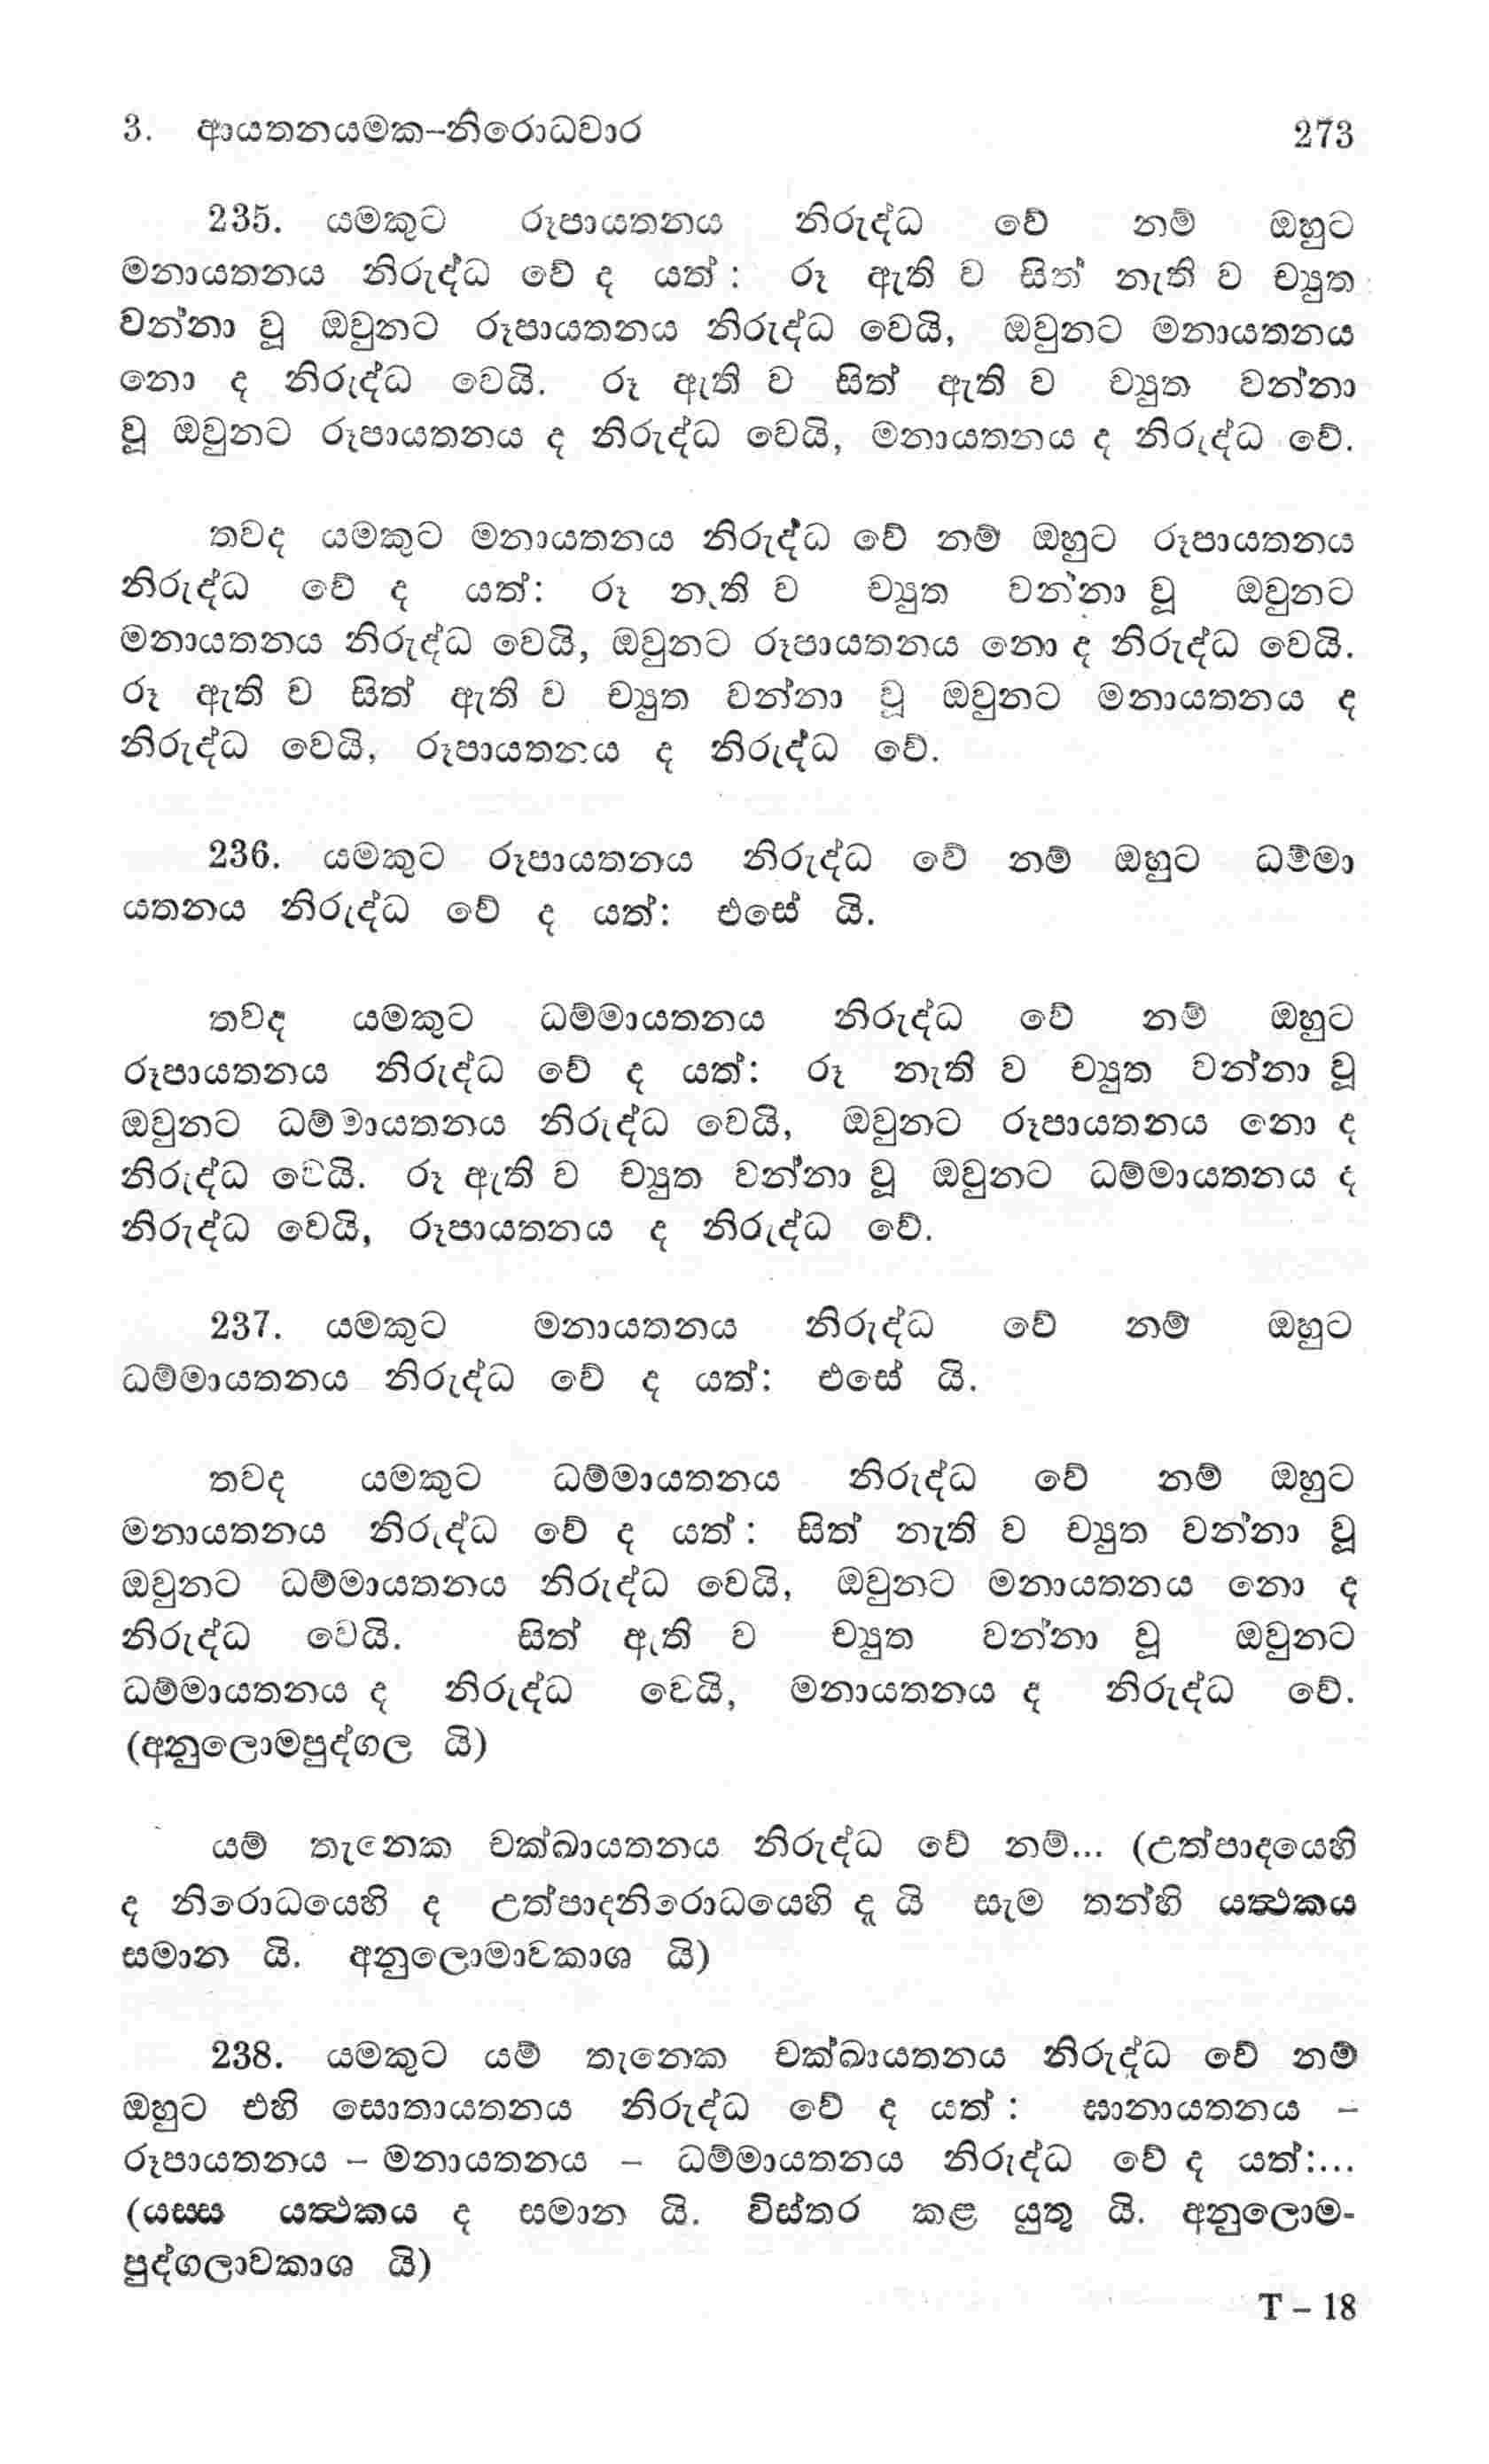 3. ආයතනයමක-නිරොධවාර 273
235. යමකුට රූපායතනය නිරුද්ධ වේ නම් ඔහුට
මනායතනය නිරුද්ධ වේ ද යත් : රූ ඇති ව සිත් නැති ව ච්‍යුත
වන්නා වූ ඔවුනට රූපායතනය නිරුද්ධ වෙයි, ඔවුනට මනායතනය
නො ද නිරුද්ධ වෙයි. රූ ඇති ව සිත් ඇති ව ච්‍යුත වන්නා
වූ ඔවුනට රූපායතනය ද නිරුද්ධ වෙයි, මනායතනය ද නිරුද්ධ වේ.
තවද යමකුට මනායතනය නිරුද්ධ වේ නම් ඔහුට රූපායතනය
නිරුද්ධ වේ ද යත්: රූ නැති ව ච්‍යුත වන්නා වූ ඔවුනට
මනායතනය නිරුද්ධ වෙයි, ඔවුනට රූපායතනය නො ද නිරුද්ධ වෙයි.
රූ ඇති ව සිත් ඇති ව ච්‍යුත වන්නා වූ ඔවුනට මනායතනය ද
නිරුද්ධ වෙයි, රූපායතනය ද නිරුද්ධ වේ.
236. යමකුට රූපායතනය නිරුද්ධ වේ නම් ඔහුට ධම්මා
යතනය නිරුද්ධ වේ ද යත්: එසේ යි.
තවද යමකුට ධම්මායතනය නිරුද්ධ වේ නම් ඔහුට
රූපායතනය නිරුද්ධ වේ ද යත්: රූ නැති ව ච්‍යුත වන්නා වූ
ඔවුනට ධම්මායතනය නිරුද්ධ වෙයි, ඔවුනට රූපායතනය නො ද
නිරුද්ධ වෙයි. රූ ඇති ව ච්‍යුත වන්නා වූ ඔවුනට ධම්මායතනය ද
නිරුද්ධ වෙයි, රූපායතනය ද නිරුද්ධ වේ.
237. යමකුට මනායතනය නිරුද්ධ වේ නම් ඔහුට
ධම්මායතනය නිරුද්ධ වේ ද යත්: එසේ යි.
තවද යමකුට ධම්මායතනය නිරුද්ධ වේ නම් ඔහුට
මනායතනය නිරුද්ධ වේ ද යත් : සිත් නැති ව ච්‍යුත වන්නා වූ
ඔවුනට ධම්මායතනය නිරුද්ධ වෙයි, ඔවුනට මනායතනය නො ද
නිරුද්ධ වෙයි. සිත් ඇති ව ච්‍යුත වන්නා වූ ඔවුනට
ධම්මායතනය ද නිරුද්ධ වෙයි, මනායතනය ද නිරුද්ධ වේ.
(අනුලොමපුද්ගල යි)
යම් තැනෙක චක්ඛායතනය නිරුද්ධ වේ නම්... (උත්පාදයෙහි
ද නිරොධයෙහි ද උත්පාදනිරොධයෙහි දැ යි සැම තන්හි යත්‍ථකය
සමාන යි. අනුලොමාවකාශ යි)
238. යමකුට යම් තැනෙක චක්ඛායතනය නිරුද්ධ වේ නම්
ඔහුට එහි සොතායතනය නිරුද්ධ වේ ද යත් : ඝානායතනය –
රූපායතනය – මනායතනය – ධම්මායතනය නිරුද්ධ වේ ද යත්:...
(යස්ස යත්‍ථකය ද සමාන යි. විස්තර කළ යුතු යි. අනුලොම-
පුද්ගලාවකාශ යි)
T – 18